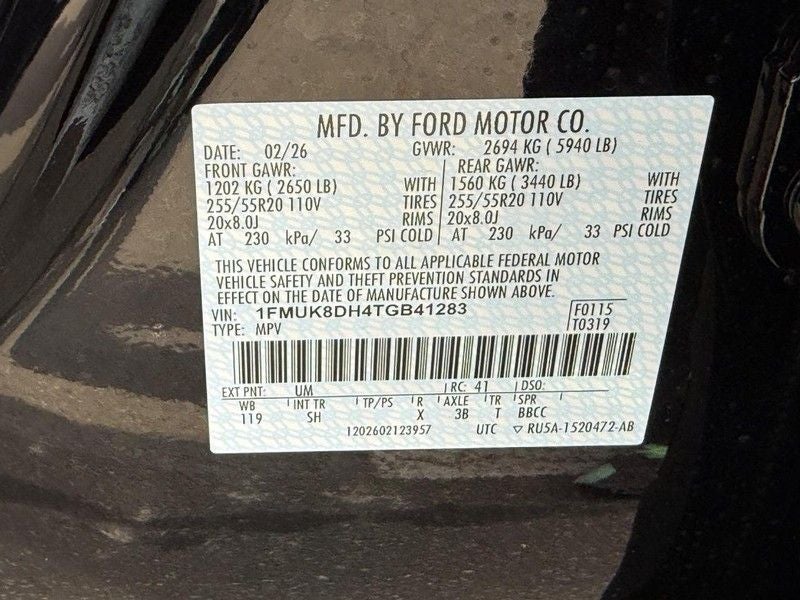 MFD. BY FORD MOTOR CO.
DATE: 02/26 GVWR: 2694 KG ( 5940 LB)
FRONT GAWR: REAR GAWR:
1202 KG ( 2650 LB) WITH 1560 KG ( 3440 LB) WITH
255/55R20 110V TIRES 255/55R20 110V TIRES
20x8.0J RIMS 20x8.0J RIMS
AT 230 kPa/ 33 PSI COLD AT 230 kPa/ 33 PSI COLD
THIS VEHICLE CONFORMS TO ALL APPLICABLE FEDERAL MOTOR
VEHICLE SAFETY AND THEFT PREVENTION STANDARDS IN
EFFECT ON THE DATE OF MANUFACTURE SHOWN ABOVE.
VIN: 1FMUK8DH4TGB41283 F0115
TYPE: MPV T0319
EXT PNT: UM RC: 41 DSO:
WB INT TR TP/PS R AXLE TR SPR
119 SH X 3B T BBCC
1202602123957 UTC ▽ RU5A-1520472-AB